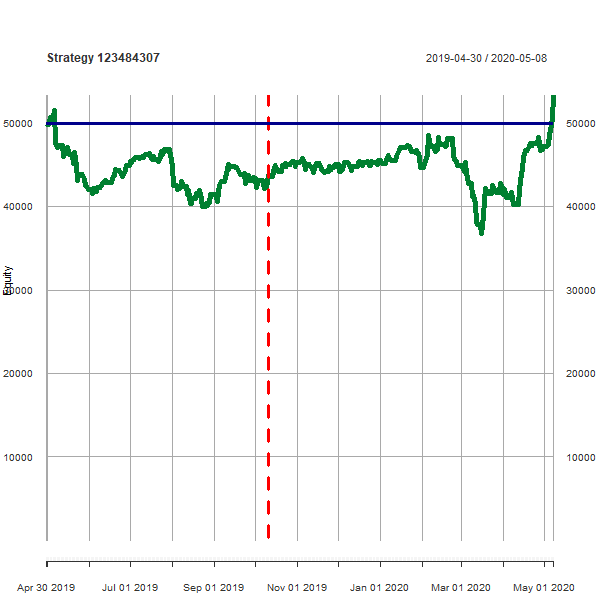 Strategy 123484307
2019-04-30 / 2020-05-08
50000
50000
40000
40000
Equity
30000
30000
20000
20000
10000
10000
Apr 30 2019
Jul 01 2019
Sep 01 2019
Nov 01 2019
Jan 01 2020
Mar 01 2020
May 01 2020